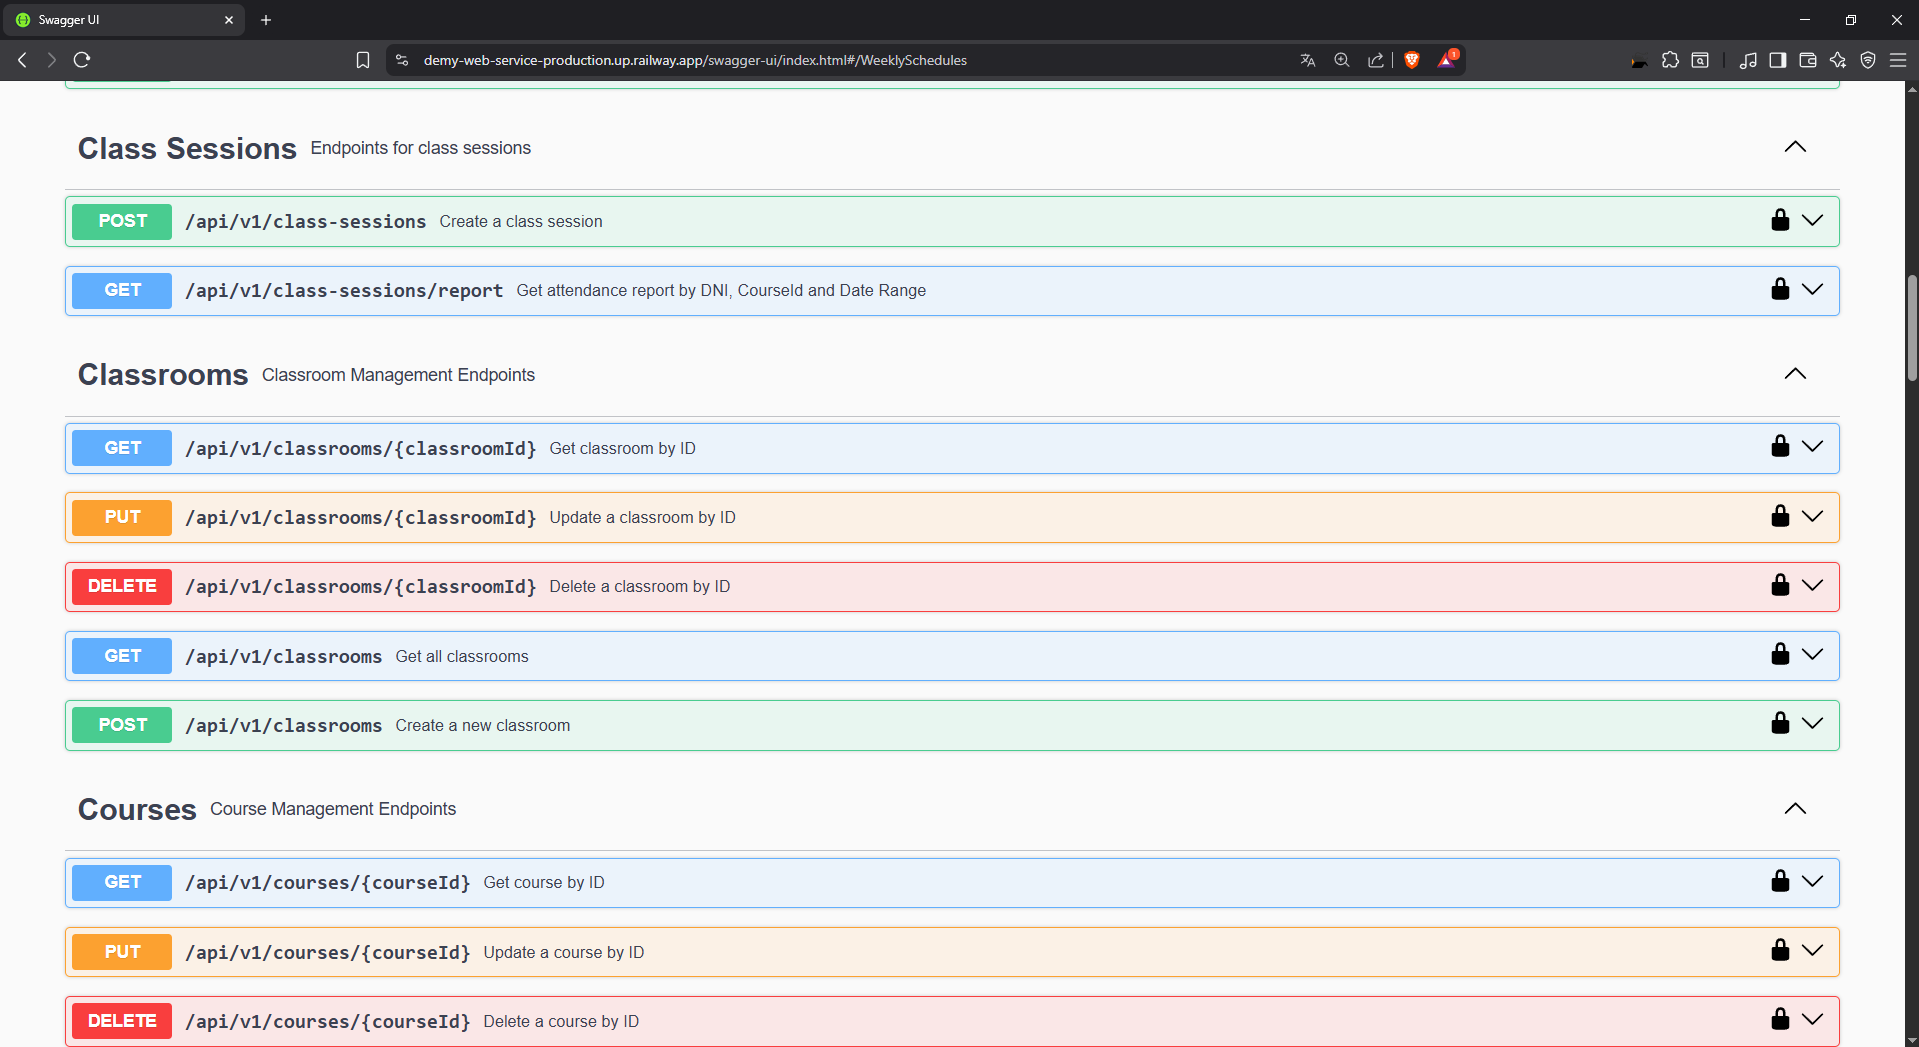 Swagger UI
demy-web-service-production.up.railway.app/swagger-ui/index.html#/WeeklySchedules
1
Class Sessions Endpoints for class sessions
POST /api/v1/class-sessions Create a class session
GET /api/v1/class-sessions/report Get attendance report by DNI, CourseId and Date Range
Classrooms Classroom Management Endpoints
GET /api/v1/classrooms/{classroomId} Get classroom by ID
PUT /api/v1/classrooms/{classroomId} Update a classroom by ID
DELETE /api/v1/classrooms/{classroomId} Delete a classroom by ID
GET /api/v1/classrooms Get all classrooms
POST /api/v1/classrooms Create a new classroom
Courses Course Management Endpoints
GET /api/v1/courses/{courseId} Get course by ID
PUT /api/v1/courses/{courseId} Update a course by ID
DELETE /api/v1/courses/{courseId} Delete a course by ID